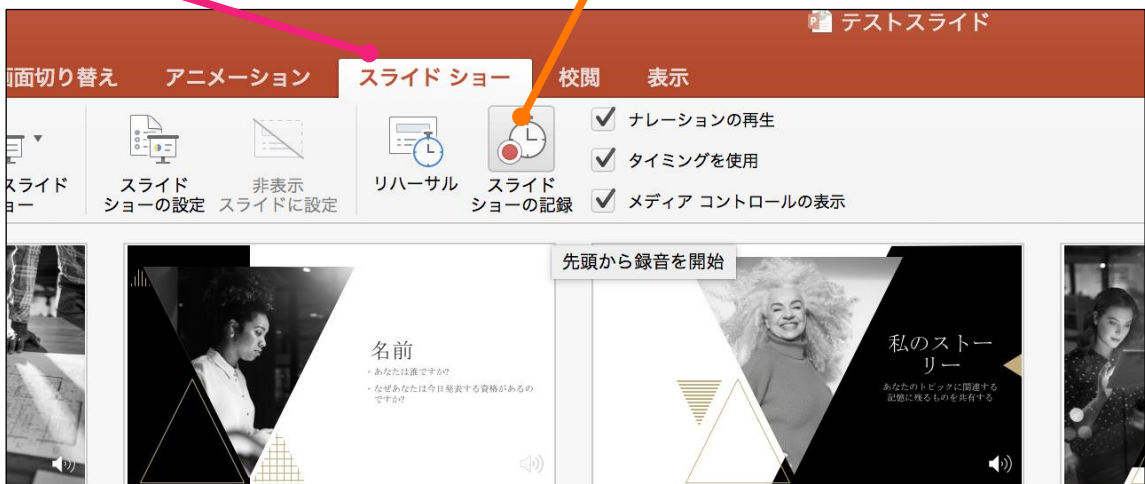 テストスライド
画面切り替え アニメーション スライド ショー 校閲 表示
ナレーションの再生
タイミングを使用
メディア コントロールの表示
スライド
ショー
スライド
ショーの設定
非表示
スライドに設定
リハーサル
スライド
ショーの記録
先頭から録音を開始
名前
・あなたは誰ですか?
・なぜあなたは今日発表する資格があるの
ですか?
私のストー
リー
あなたのトピックに関連する
記憶に残るものを共有する